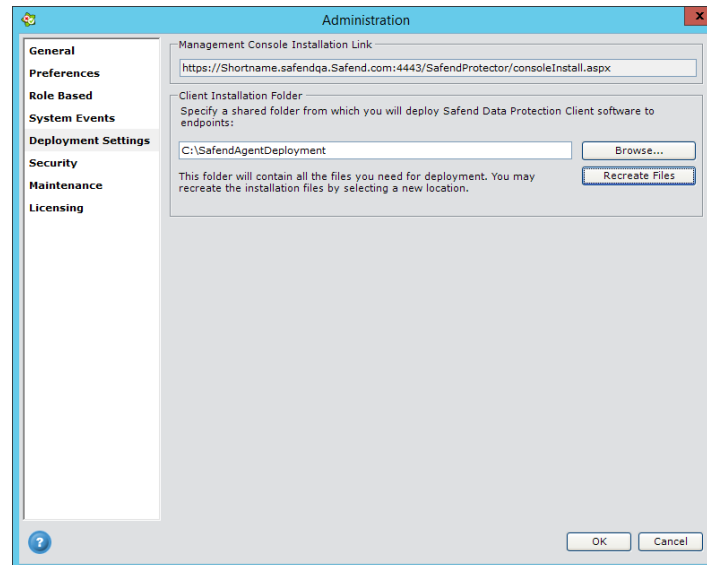 Administration
x
General
Preferences
Role Based
System Events
Deployment Settings
Security
Maintenance
Licensing
Management Console Installation Link
https://Shortname.safendqa.Safend.com:4443/SafendProtector/consoleInstall.aspx
Client Installation Folder
Specify a shared folder from which you will deploy Safend Data Protection Client software to
endpoints:
C:\SafendAgentDeployment
Browse...
This folder will contain all the files you need for deployment. You may
recreate the installation files by selecting a new location.
Recreate Files
?
OK
Cancel